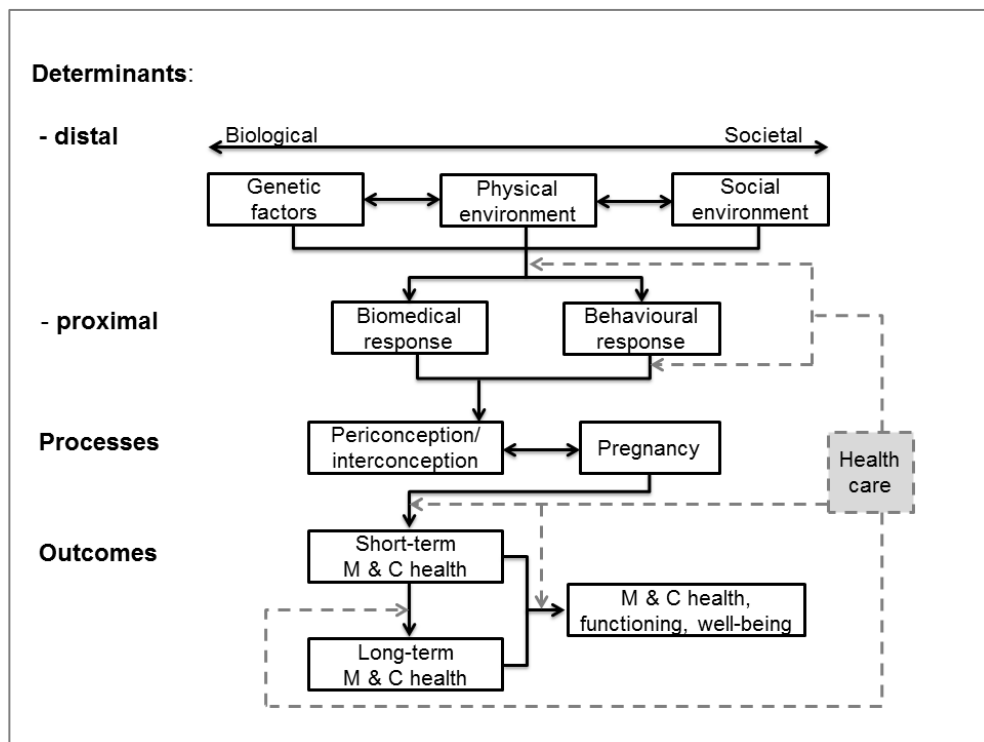 Determinants:
- distal
Biological
Societal
Genetic
factors
Physical
environment
Social
environment
- proximal
Biomedical
response
Behavioural
response
Processes
Periconception/
interconception
Pregnancy
Health
care
Outcomes
Short-term
M & C health
M & C health,
functioning, well-being
Long-term
M & C health